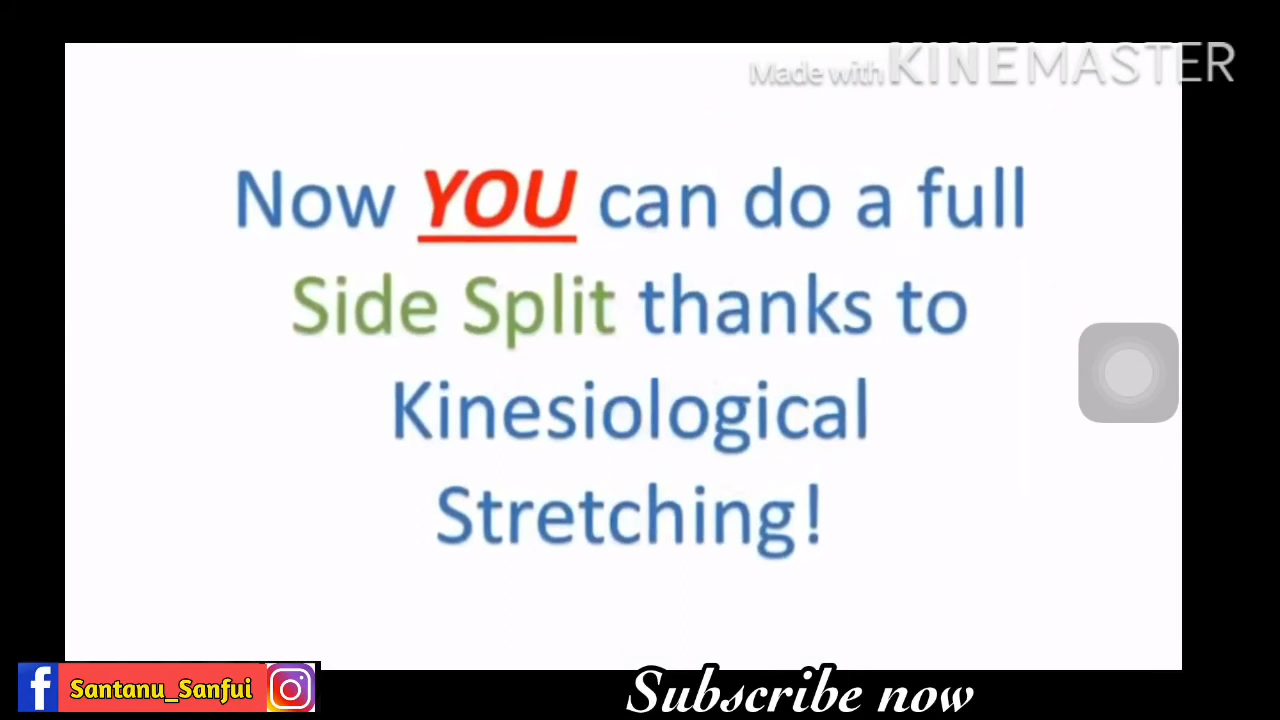 Made with KINEMASTER
Now YOU can do a full
Side Split thanks to
Kinesiological
Stretching!
Santanu_Sanfui
Subscribe now